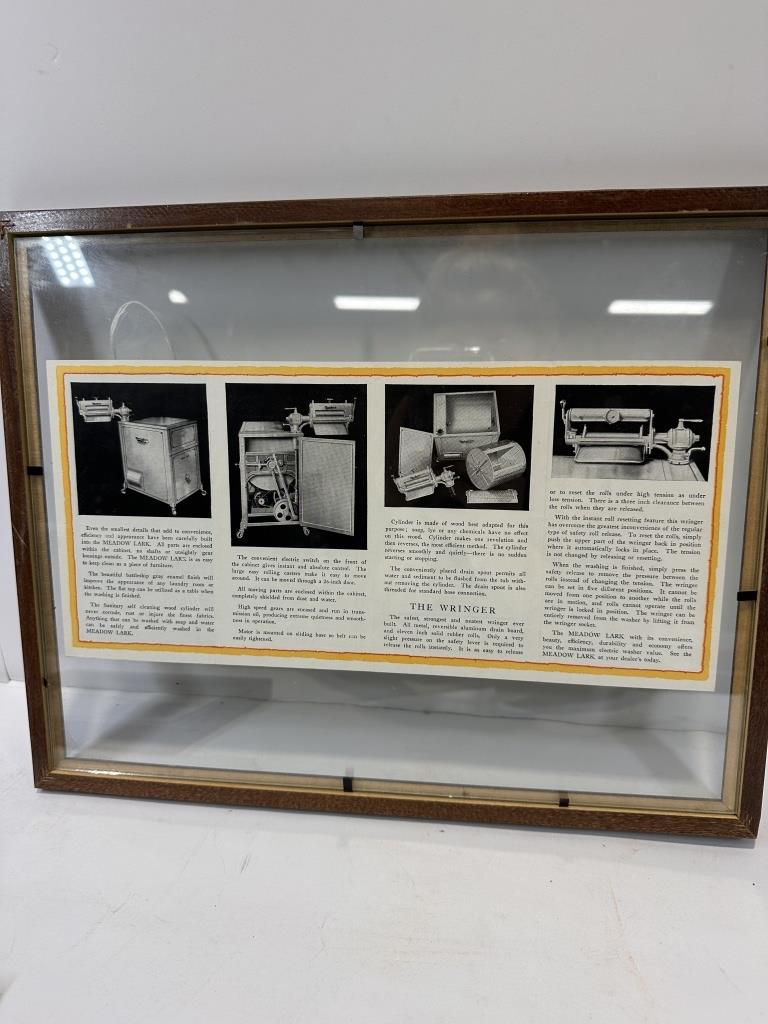 Even the smallest details that add to convenience,
efficiency and appearance have been carefully built
into the MEADOW LARK. All parts are enclosed
within the cabinet, no shafts or unsightly gear
housings outside. The MEADOW LARK is as easy
to keep clean as a piece of furniture.
The beautiful battleship gray enamel finish will
improve the appearance of any laundry room or
kitchen. The flat top can be utilized as a table when
the washing is finished.
The Sanitary self cleaning wood cylinder will
never corrode, rust or injure the finest fabrics.
Anything that can be washed with soap and water
can be safely and efficiently washed in the
MEADOW LARK.
The convenient electric switch on the front of
the cabinet gives instant and absolute control. The
large easy rolling casters make it easy to move
around. It can be moved through a 26-inch door.
All moving parts are enclosed within the cabinet,
completely shielded from dust and water.
High speed gears are encased and run in trans-
mission oil, producing extreme quietness and smooth-
ness in operation.
Motor is mounted on sliding base so belt can be
easily tightened.
Cylinder is made of wood best adapted for this
purpose; soap, lye or any chemicals have no effect
on this wood. Cylinder makes one revolution and
then reverses, the most efficient method. The cylinder
reverses smoothly and quietly—there is no sudden
starting or stopping.
The conveniently placed drain spout permits all
water and sediment to be flushed from the tub with-
out removing the cylinder. The drain spout is also
threaded for standard hose connection.
THE WRINGER
The safest, strongest and neatest wringer ever
built. All metal, reversible aluminum drain board,
and eleven inch solid rubber rolls. Only a very
slight pressure on the safety lever is required to
release the rolls instantly. It is as easy to release
or to reset the rolls under high tension as under
less tension. There is a three inch clearance between
the rolls when they are released.
With the instant roll resetting feature this wringer
has overcome the greatest inconvenience of the regular
type of safety roll release. To reset the rolls, simply
push the upper part of the wringer back in position
where it automatically locks in place. The tension
is not changed by releasing or resetting.
When the washing is finished, simply press the
safety release to remove the pressure between the
rolls instead of changing the tension. The wringer
can be set in five different positions. It cannot be
moved from one position to another while the rolls
are in motion, and rolls cannot operate until the
wringer is locked in position. The wringer can be
entirely removed from the washer by lifting it from
the wringer socket.
The MEADOW LARK with its convenience,
beauty, efficiency, durability and economy offers
you the maximum electric washer value. See the
MEADOW LARK at your dealer's today.